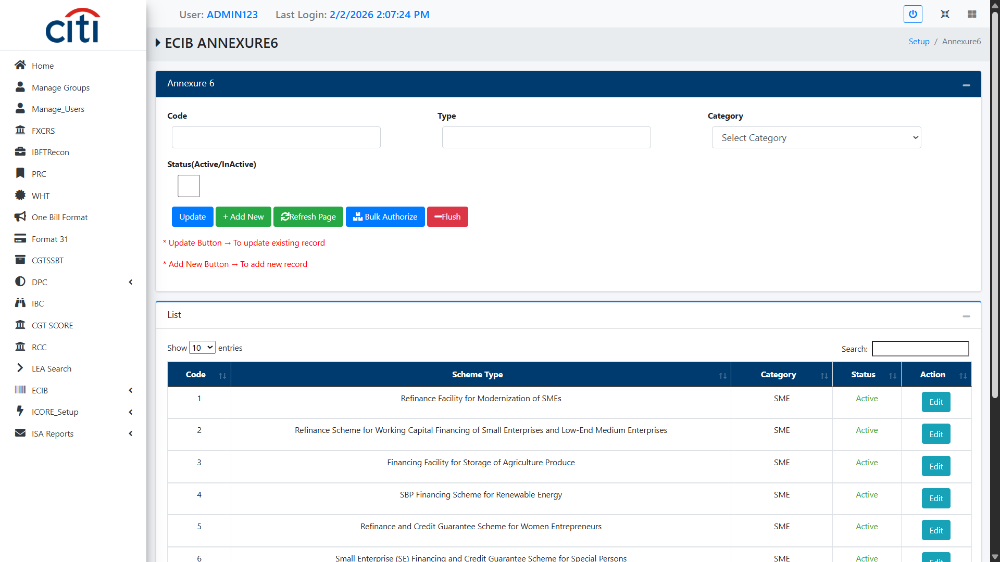 citi
User: ADMIN123 Last Login: 2/2/2026 2:07:24 PM
Home
Manage Groups
Manage_Users
FXCRS
IBFTRecon
PRC
WHT
One Bill Format
Format 31
CGTSSBT
DPC
IBC
CGT SCORE
RCC
LEA Search
ECIB
ICORE_Setup
ISA Reports
ECIB ANNEXURE6
Setup / Annexure6
Annexure 6
Code Type Category
Select Category
Status(Active/InActive)
Update + Add New Refresh Page Bulk Authorize Flush
* Update Button → To update existing record
* Add New Button → To add new record
List
Show 10 entries Search:
Code Scheme Type Category Status Action
1 Refinance Facility for Modernization of SMEs SME Active Edit
2 Refinance Scheme for Working Capital Financing of Small Enterprises and Low-End Medium Enterprises SME Active Edit
3 Financing Facility for Storage of Agriculture Produce SME Active Edit
4 SBP Financing Scheme for Renewable Energy SME Active Edit
5 Refinance and Credit Guarantee Scheme for Women Entrepreneurs SME Active Edit
6 Small Enterprise (SE) Financing and Credit Guarantee Scheme for Special Persons SME Active Edit